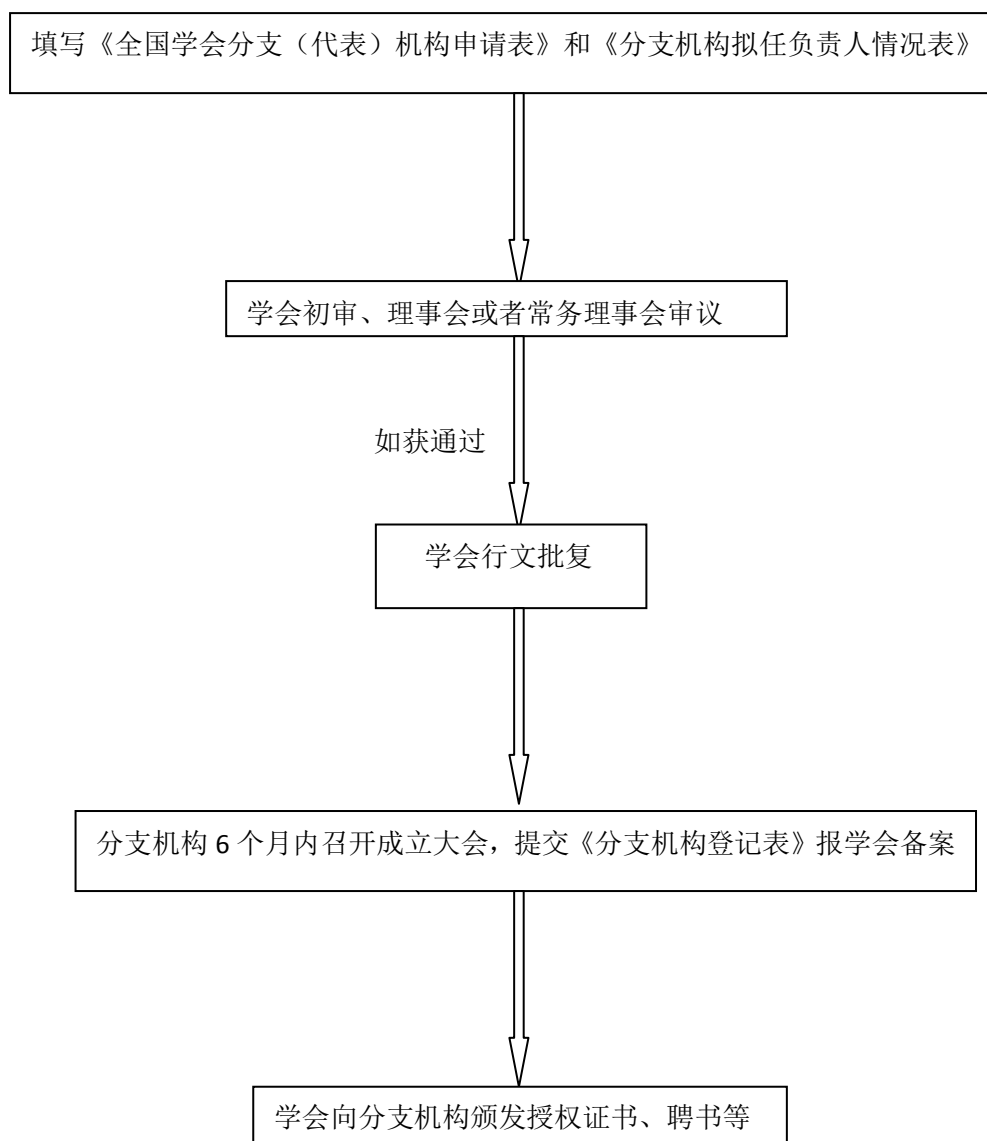 填写《全国学会分支（代表）机构申请表》和《分支机构拟任负责人情况表》
学会初审、理事会或者常务理事会审议
如获通过
学会行文批复
分支机构 6 个月内召开成立大会，提交《分支机构登记表》报学会备案
学会向分支机构颁发授权证书、聘书等